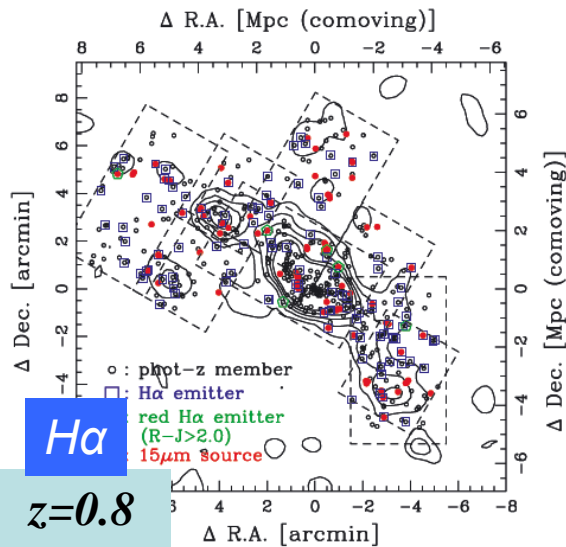 Δ R.A. [Mpc (comoving)]
8 6 4 2 0 -2 -4 -6
8
6
4
2
0
-2
-4
-6
Δ Dec. [arcmin]
6
4
2
0
-2
-4
-6
Δ Dec. [Mpc (comoving)]
: phot-z member
: Hα emitter
: red Hα emitter
(R-J>2.0)
: 15μm source
Hα
z=0.8
6 4 2 0 -2 -4 -6 -8
Δ R.A. [arcmin]